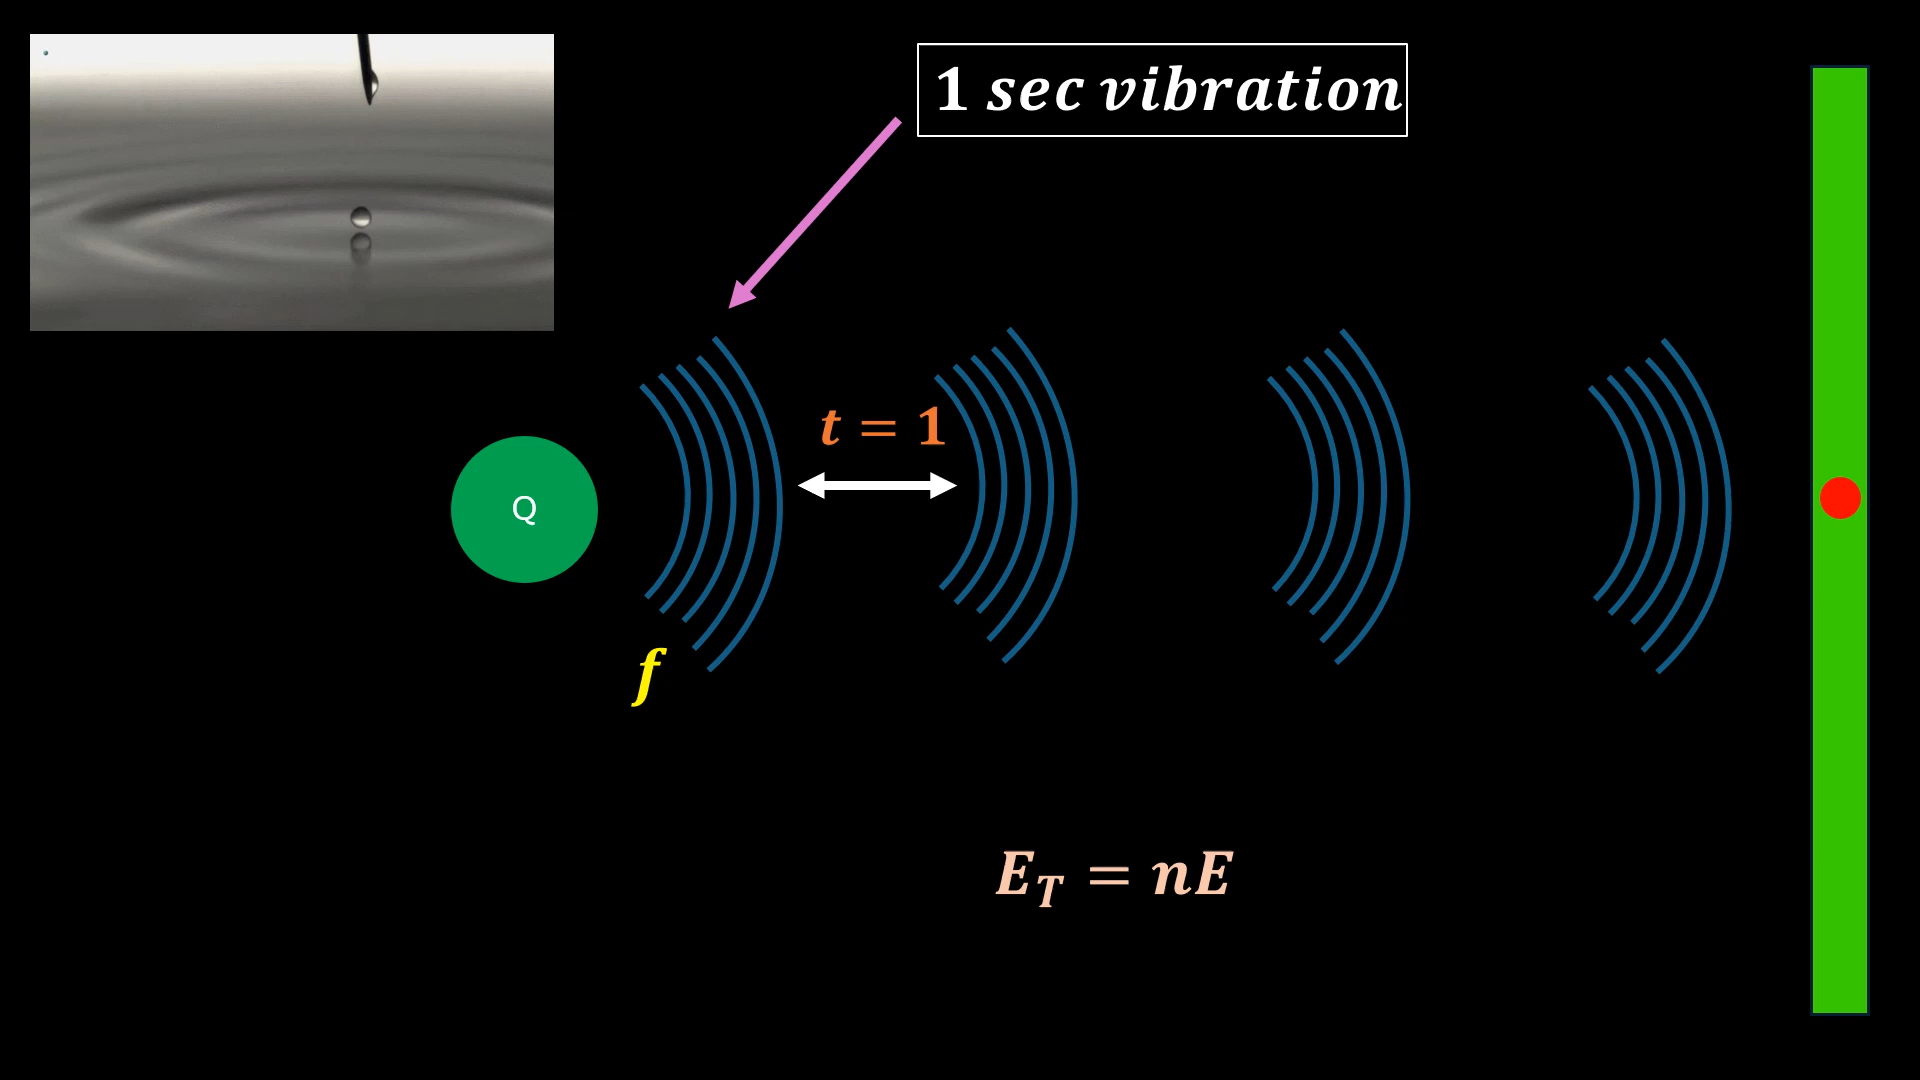 1 sec vibration
t = 1
Q
f
E_T = nE